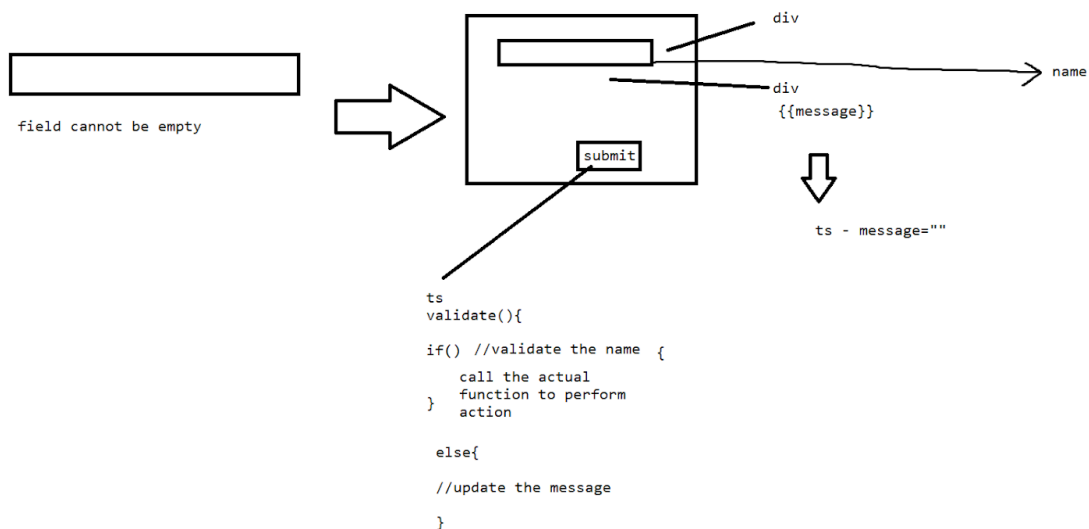 field cannot be empty
div
name
div
{{message}}
submit
ts - message=""
ts
validate(){
if() //validate the name {
call the actual
function to perform
} action
else{
//update the message
}